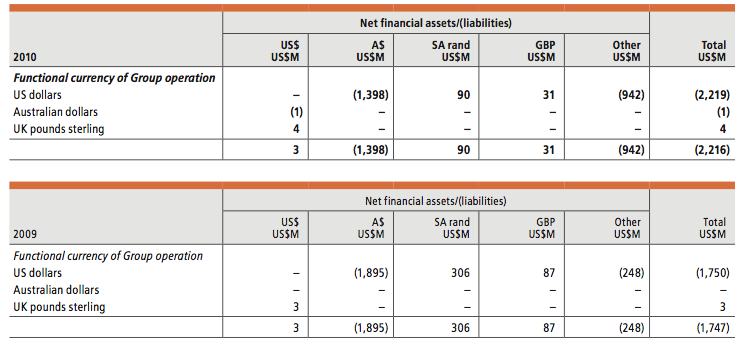 Net financial assets/(liabilities)
US$ A$ SA rand GBP Other Total
2010 US$M US$M US$M US$M US$M US$M
Functional currency of Group operation
US dollars – (1,398) 90 31 (942) (2,219)
Australian dollars (1) – – – – (1)
UK pounds sterling 4 – – – – 4
3 (1,398) 90 31 (942) (2,216)
Net financial assets/(liabilities)
US$ A$ SA rand GBP Other Total
2009 US$M US$M US$M US$M US$M US$M
Functional currency of Group operation
US dollars – (1,895) 306 87 (248) (1,750)
Australian dollars – – – – – –
UK pounds sterling 3 – – – – 3
3 (1,895) 306 87 (248) (1,747)